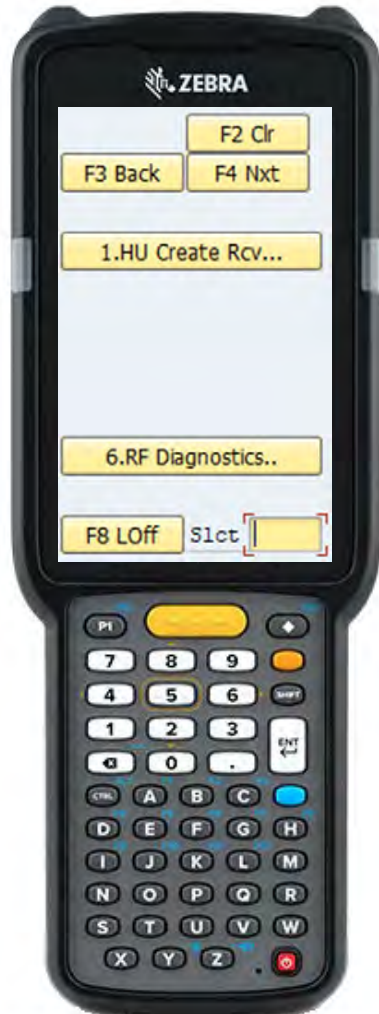 ZEBRA
F2 Clr
F3 Back F4 Nxt
1.HU Create Rcv...
6.RF Diagnostics..
F8 LOff Slct
P1
7 8 9
4 5 6 SHIFT
1 2 3
ENT
0 .
CTRL A B C
D E F G H
I J K L M
N O P Q R
S T U V W
X Y Z